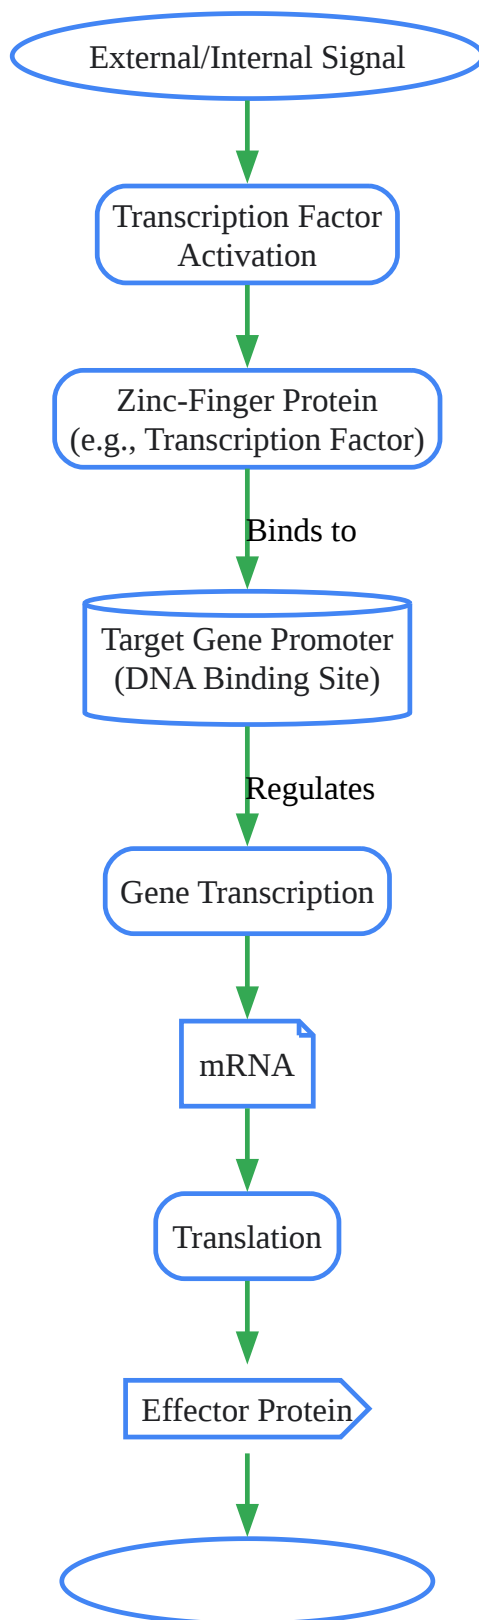 External/Internal Signal
Transcription Factor
Activation
Zinc-Finger Protein
(e.g., Transcription Factor)
Binds to
Target Gene Promoter
(DNA Binding Site)
Regulates
Gene Transcription
mRNA
Translation
Effector Protein